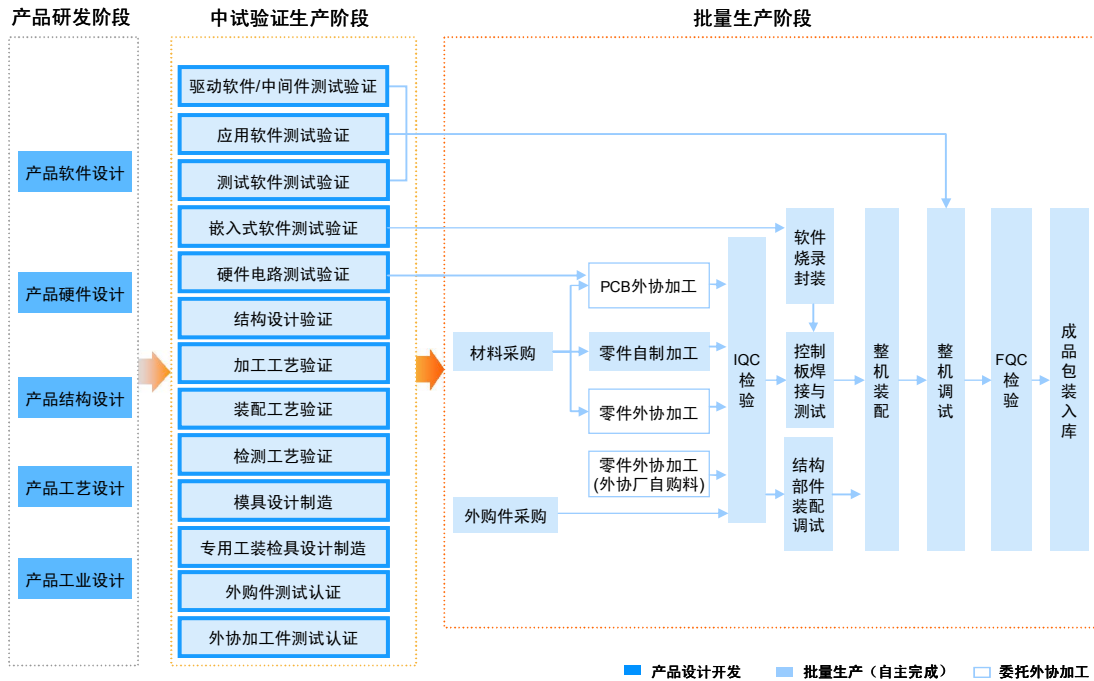 产品研发阶段
中试验证生产阶段
批量生产阶段
产品软件设计
产品硬件设计
产品结构设计
产品工艺设计
产品工业设计
驱动软件/中间件测试验证
应用软件测试验证
测试软件测试验证
嵌入式软件测试验证
硬件电路测试验证
结构设计验证
加工工艺验证
装配工艺验证
检测工艺验证
模具设计制造
专用工装检具设计制造
外购件测试认证
外协加工件测试认证
材料采购
外购件采购
PCB外协加工
零件自制加工
零件外协加工
零件外协加工
(外协厂自购料)
IQC
检
验
软件
烧录
封装
控制
板焊
接与
测试
结构
部件
装配
调试
整
机
装
配
整
机
调
试
FQC
检
验
成
品
包
装
入
库
产品设计开发
批量生产（自主完成）
委托外协加工